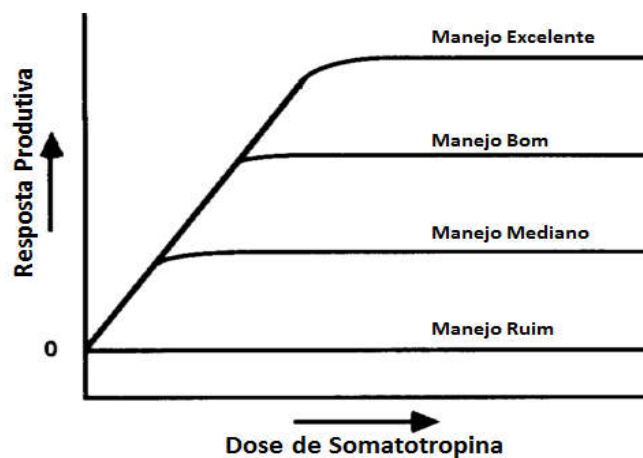 Manejo Excelente
Manejo Bom
Manejo Mediano
Manejo Ruim
Resposta Produtiva
0
Dose de Somatotropina